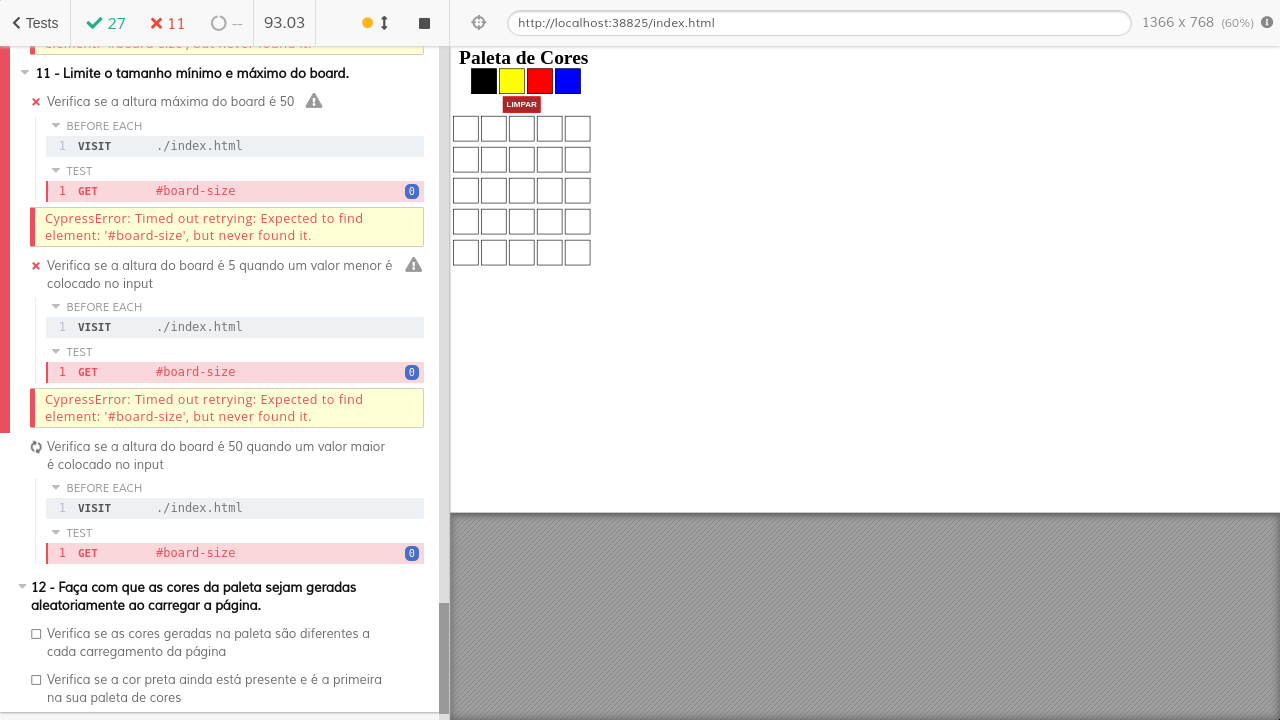 Tests 27 11 -- 93.03 http://localhost:38825/index.html 1366 x 768 (60%)
element: '#board-size', but never found it.
11 - Limite o tamanho mínimo e máximo do board.
Verifica se a altura máxima do board é 50
BEFORE EACH
1 VISIT ./index.html
TEST
1 GET #board-size 0
CypressError: Timed out retrying: Expected to find
element: '#board-size', but never found it.
Verifica se a altura do board é 5 quando um valor menor é
colocado no input
BEFORE EACH
1 VISIT ./index.html
TEST
1 GET #board-size 0
CypressError: Timed out retrying: Expected to find
element: '#board-size', but never found it.
Verifica se a altura do board é 50 quando um valor maior
é colocado no input
BEFORE EACH
1 VISIT ./index.html
TEST
1 GET #board-size 0
12 - Faça com que as cores da paleta sejam geradas
aleatoriamente ao carregar a página.
Verifica se as cores geradas na paleta são diferentes a
cada carregamento da página
Verifica se a cor preta ainda está presente e é a primeira
na sua paleta de cores
Paleta de Cores
LIMPAR